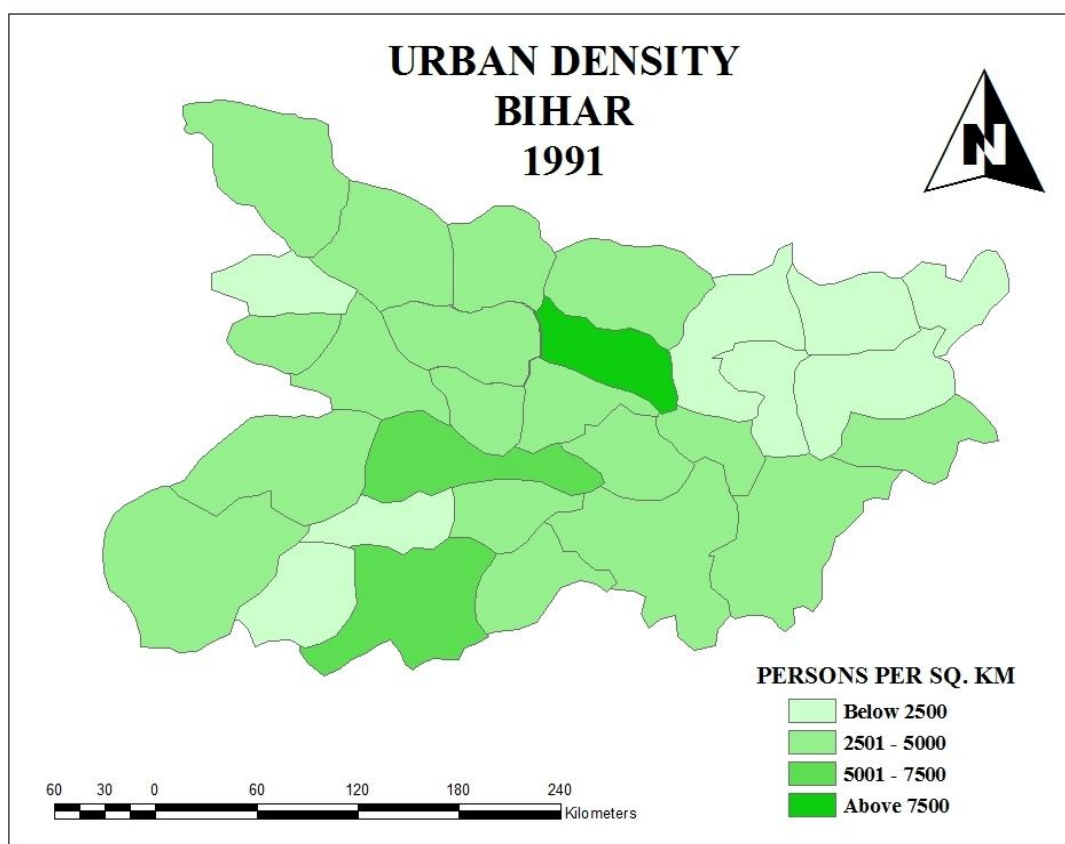 URBAN DENSITY
BIHAR
1991
N
PERSONS PER SQ. KM
Below 2500
2501 - 5000
5001 - 7500
Above 7500
60 30 0 60 120 180 240
Kilometers